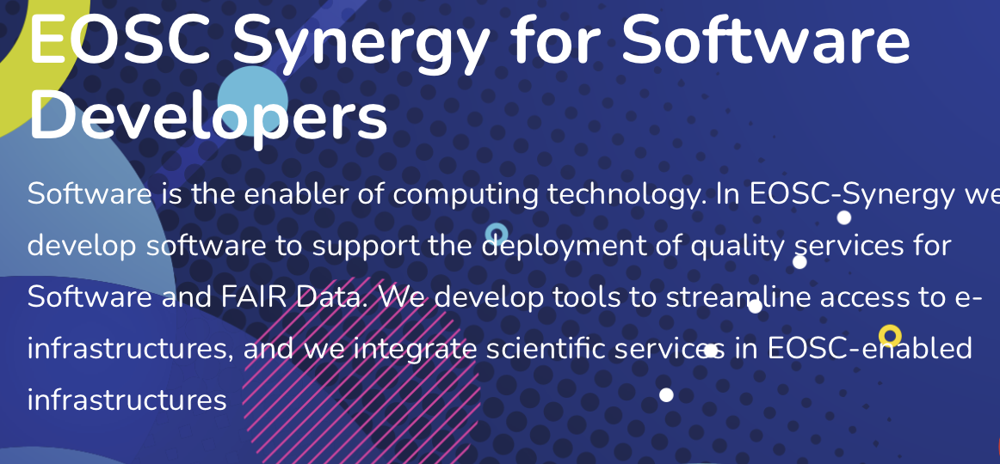 EOSC Synergy for Software
Developers
Software is the enabler of computing technology. In EOSC-Synergy we
develop software to support the deployment of quality services for
Software and FAIR Data. We develop tools to streamline access to e-
infrastructures, and we integrate scientific services in EOSC-enabled
infrastructures